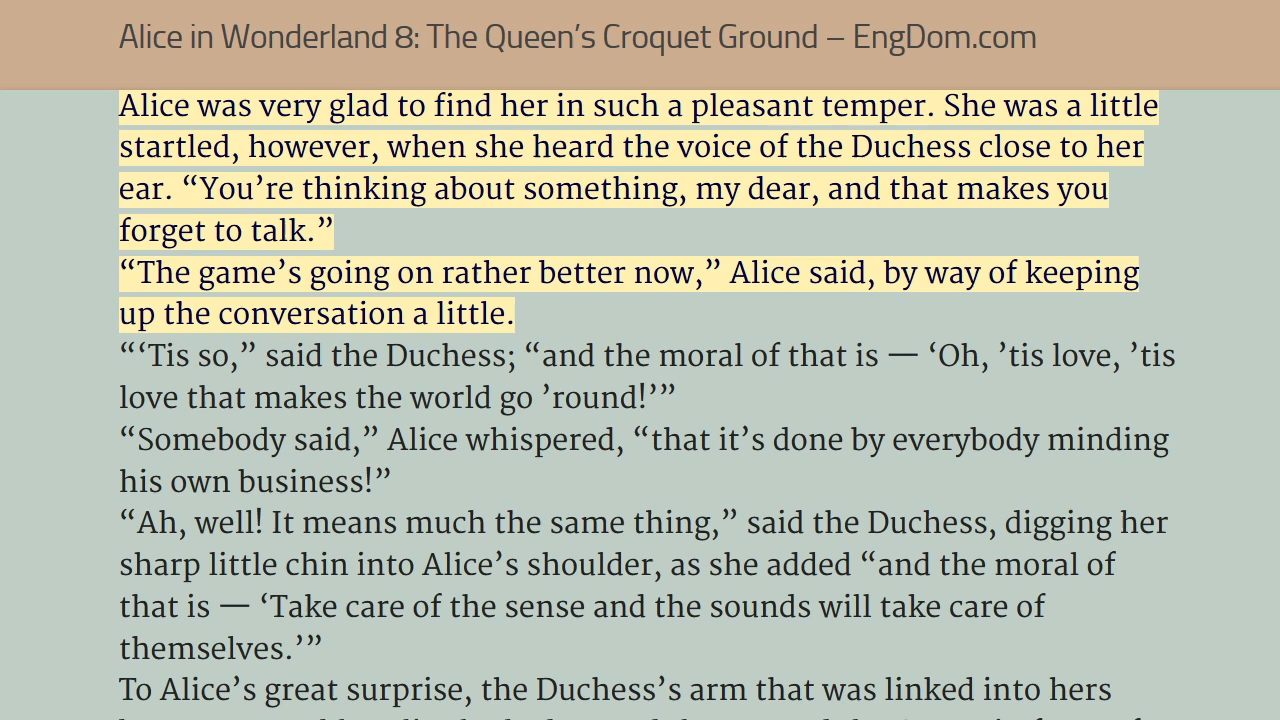 Alice in Wonderland 8: The Queen’s Croquet Ground – EngDom.com
Alice was very glad to find her in such a pleasant temper. She was a little
startled, however, when she heard the voice of the Duchess close to her
ear. “You’re thinking about something, my dear, and that makes you
forget to talk.”
“The game’s going on rather better now,” Alice said, by way of keeping
up the conversation a little.
“‘Tis so,” said the Duchess; “and the moral of that is — ‘Oh, ’tis love, ’tis
love that makes the world go ’round!’”
“Somebody said,” Alice whispered, “that it’s done by everybody minding
his own business!”
“Ah, well! It means much the same thing,” said the Duchess, digging her
sharp little chin into Alice’s shoulder, as she added “and the moral of
that is — ‘Take care of the sense and the sounds will take care of
themselves.’”
To Alice’s great surprise, the Duchess’s arm that was linked into hers